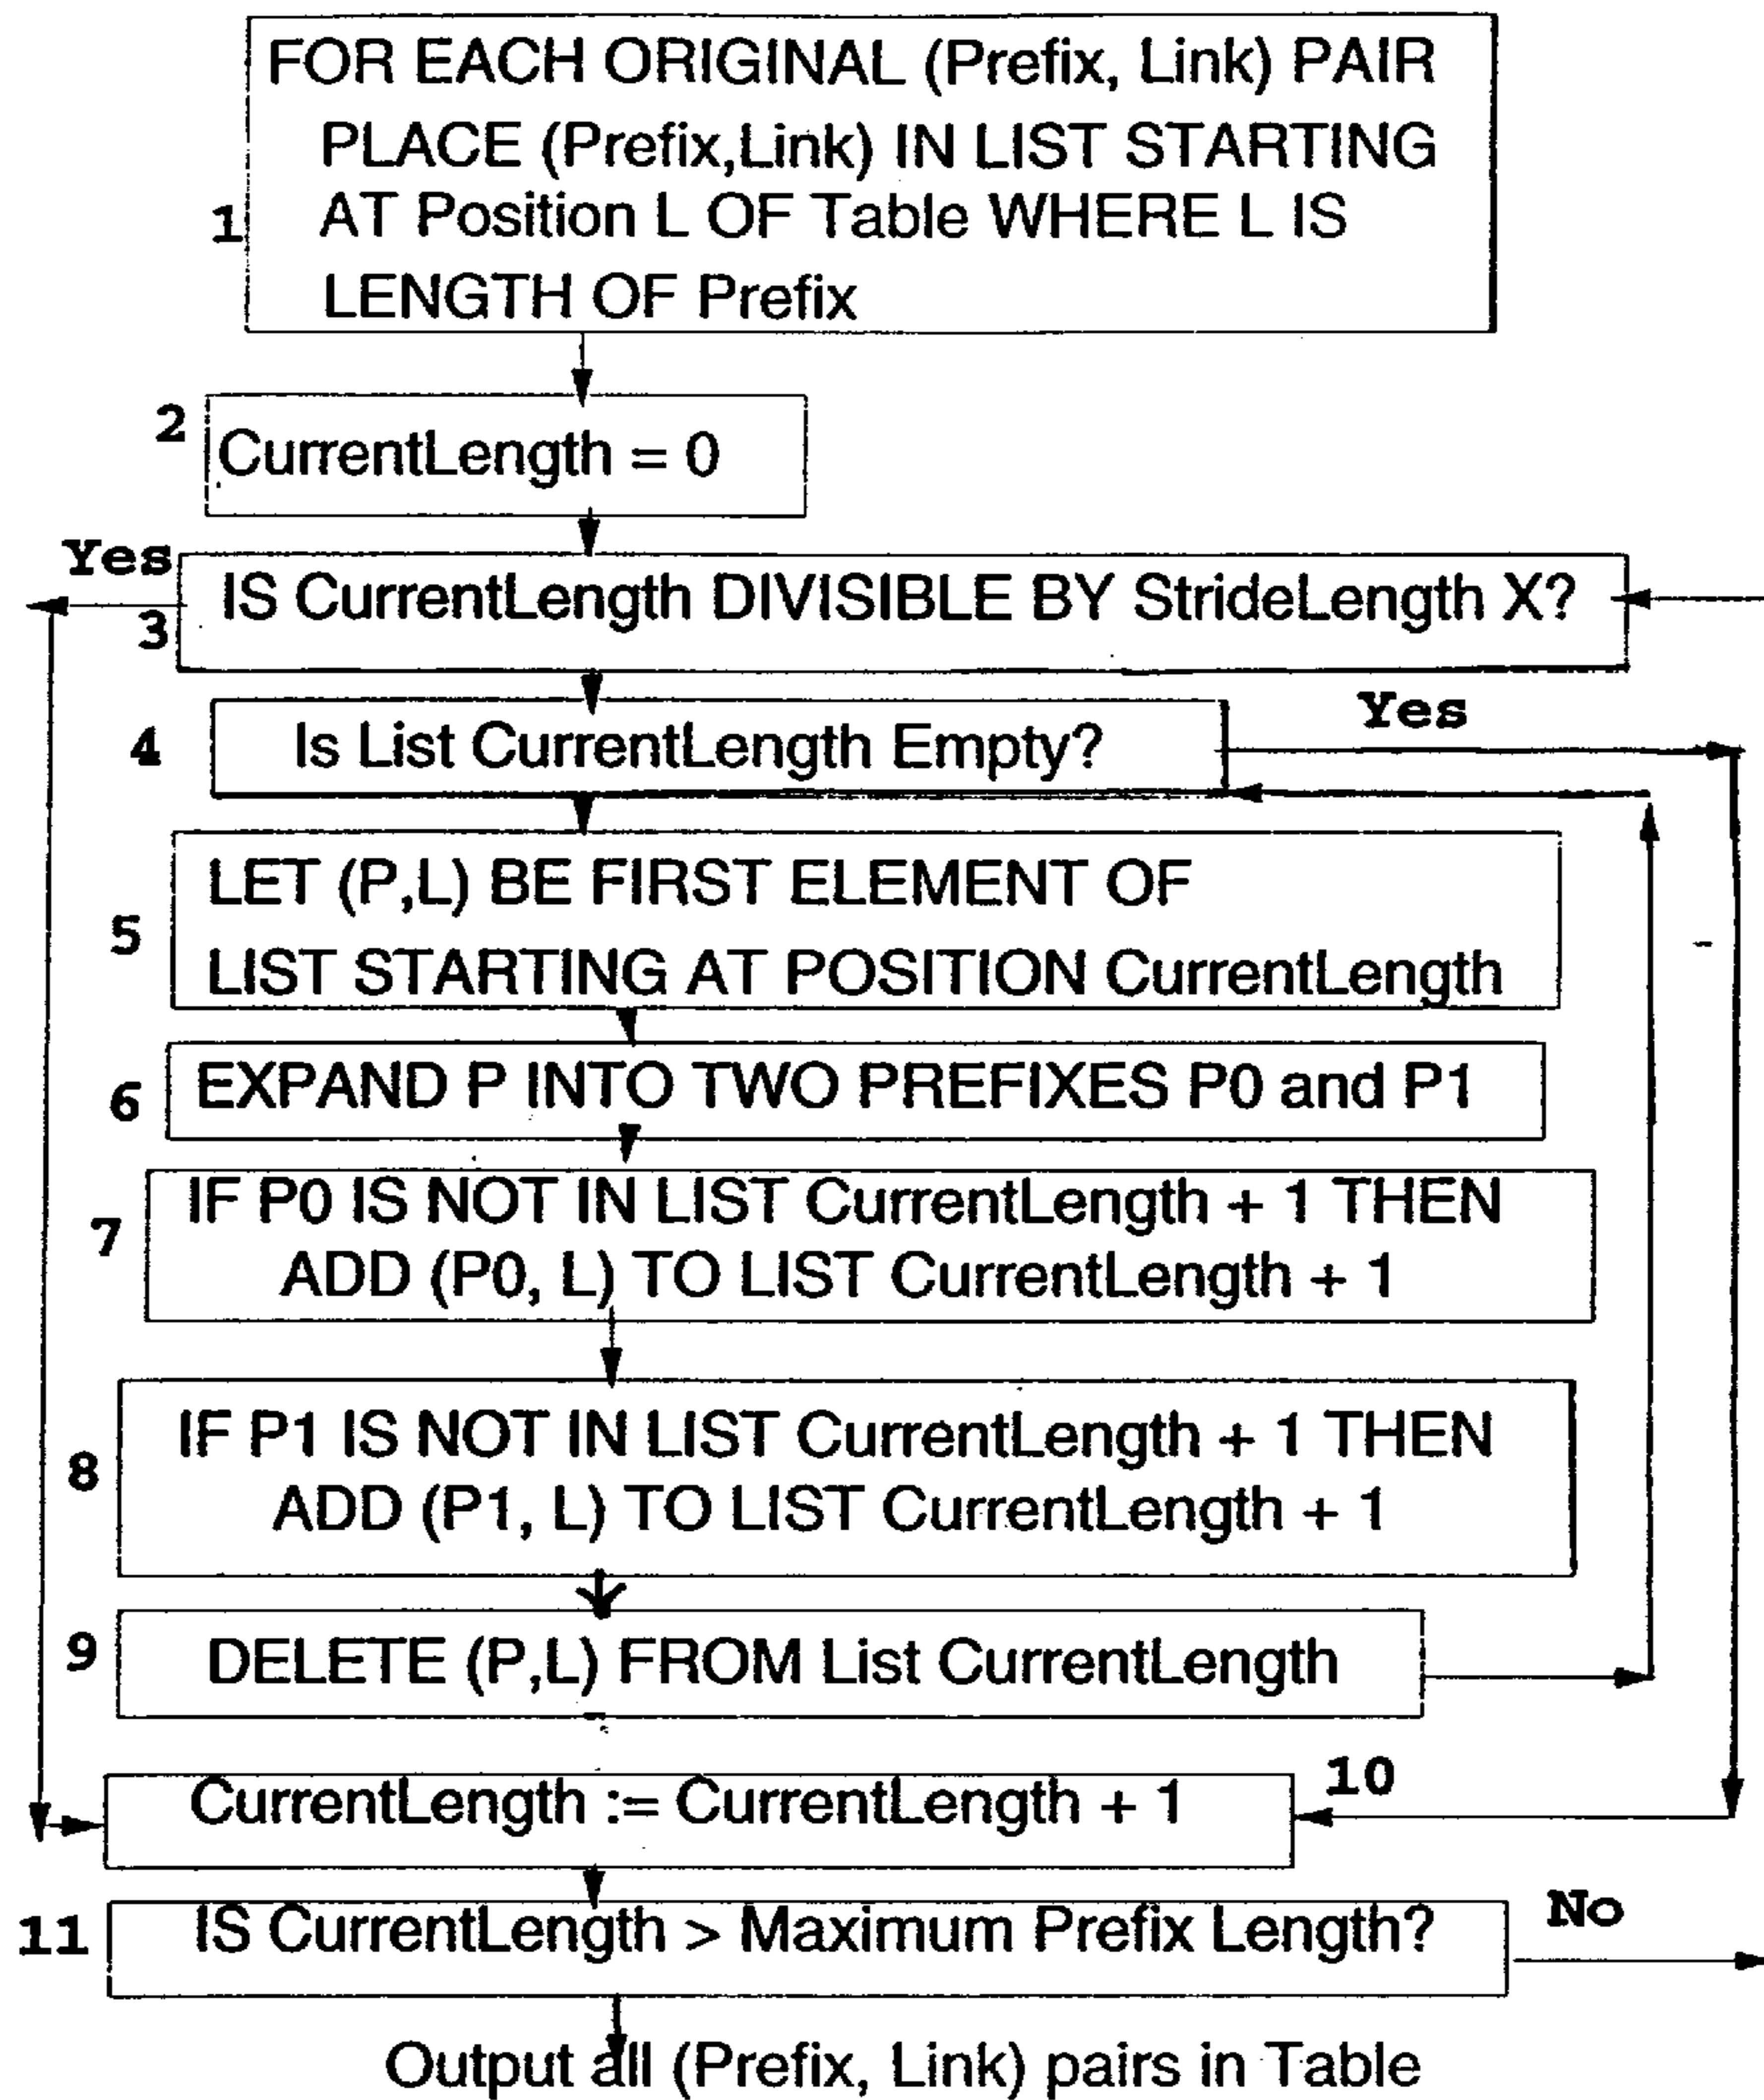 FOR EACH ORIGINAL (Prefix, Link) PAIR
PLACE (Prefix,Link) IN LIST STARTING
1 AT Position L OF Table WHERE L IS
LENGTH OF Prefix
2 CurrentLength = 0
Yes
3 IS CurrentLength DIVISIBLE BY StrideLength X?
4 Is List CurrentLength Empty? Yes
LET (P,L) BE FIRST ELEMENT OF
5 LIST STARTING AT POSITION CurrentLength
6 EXPAND P INTO TWO PREFIXES P0 and P1
7 IF P0 IS NOT IN LIST CurrentLength + 1 THEN
ADD (P0, L) TO LIST CurrentLength + 1
8 IF P1 IS NOT IN LIST CurrentLength + 1 THEN
ADD (P1, L) TO LIST CurrentLength + 1
9 DELETE (P,L) FROM List CurrentLength
CurrentLength := CurrentLength + 1 10
11 IS CurrentLength > Maximum Prefix Length? No
Output all (Prefix, Link) pairs in Table